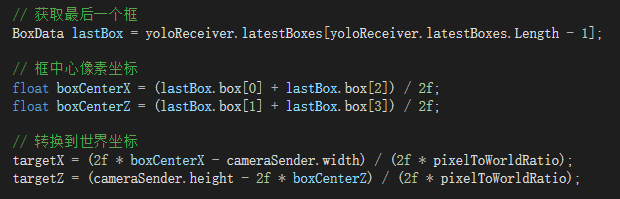 // 获取最后一个框
BoxData lastBox = yoloReceiver.latestBoxes[yoloReceiver.latestBoxes.Length - 1];
// 框中心像素坐标
float boxCenterX = (lastBox.box[0] + lastBox.box[2]) / 2f;
float boxCenterZ = (lastBox.box[1] + lastBox.box[3]) / 2f;
// 转换到世界坐标
targetX = (2f * boxCenterX - cameraSender.width) / (2f * pixelToWorldRatio);
targetZ = (cameraSender.height - 2f * boxCenterZ) / (2f * pixelToWorldRatio);